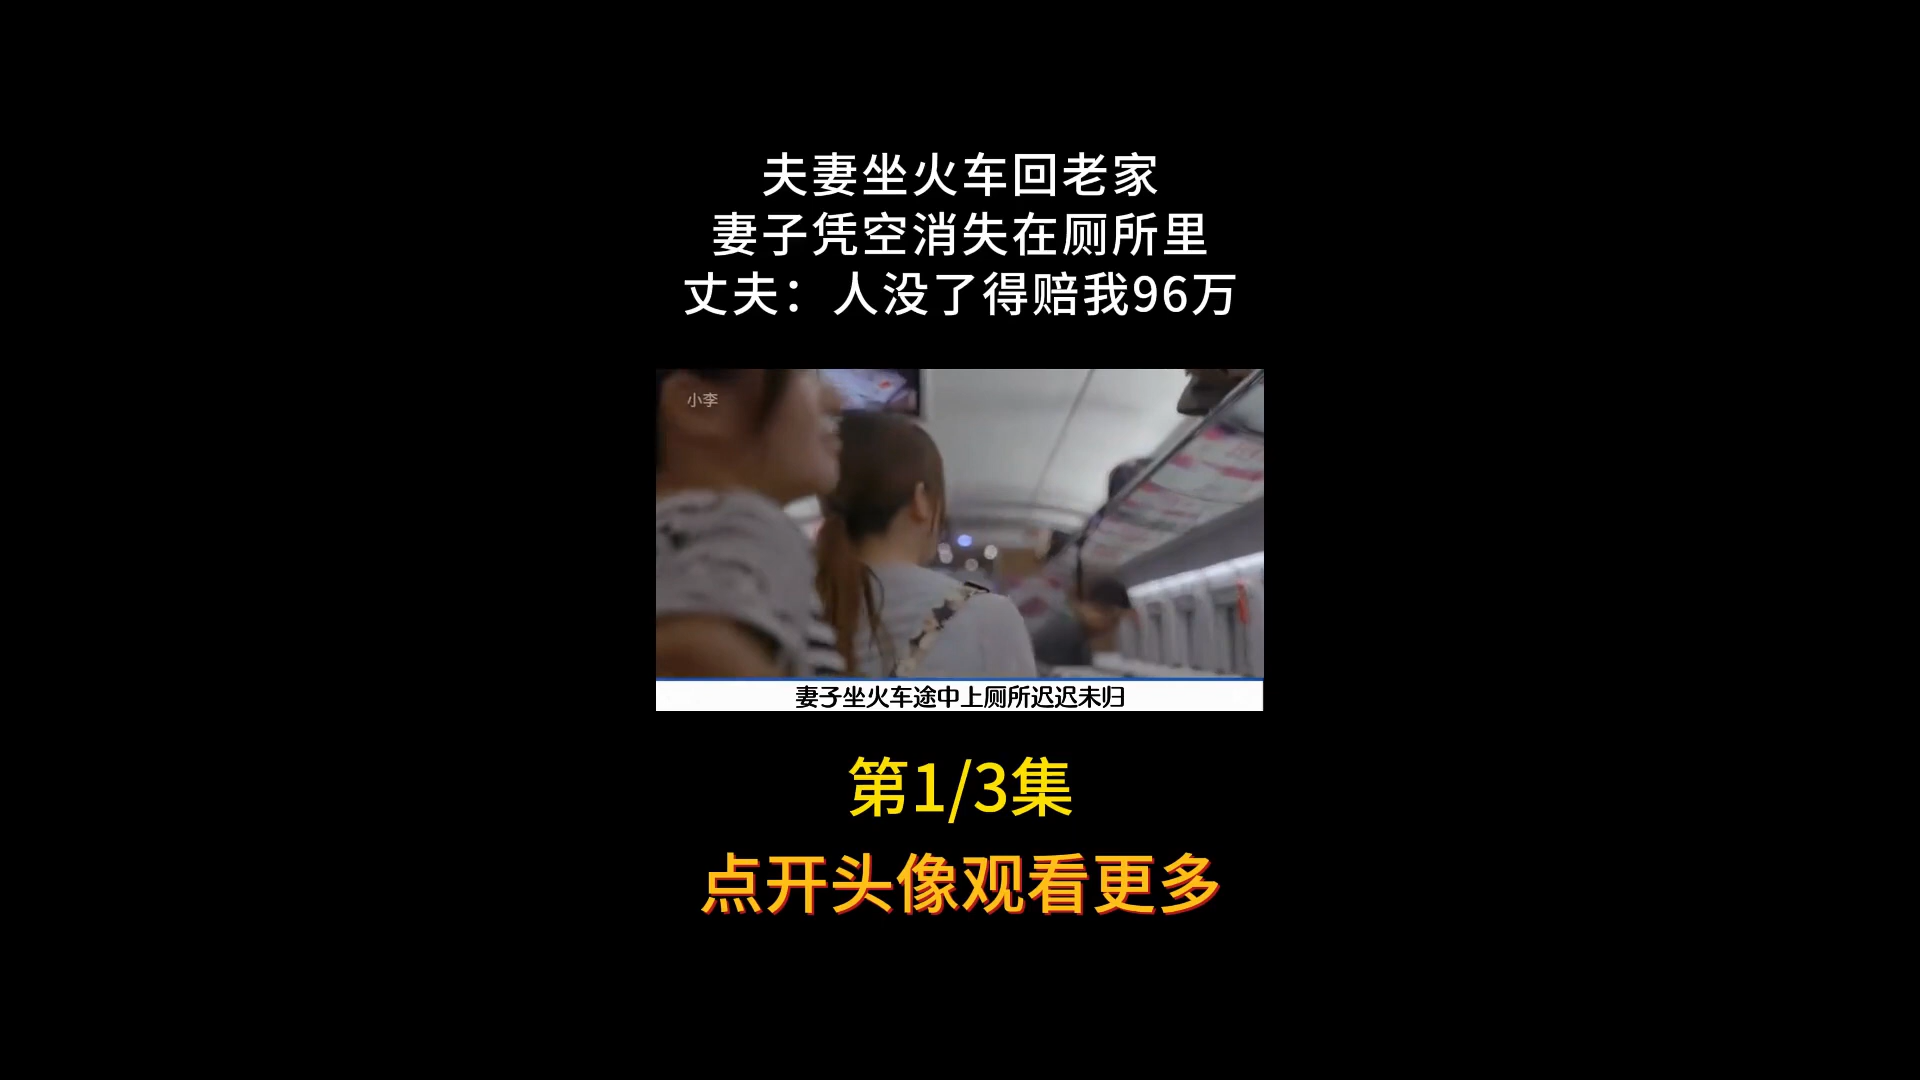 夫妻坐火车回老家
妻子凭空消失在厕所里
丈夫：人没了得赔我96万
小李
妻子坐火车途中上厕所迟迟未归
第1/3集
点开头像观看更多